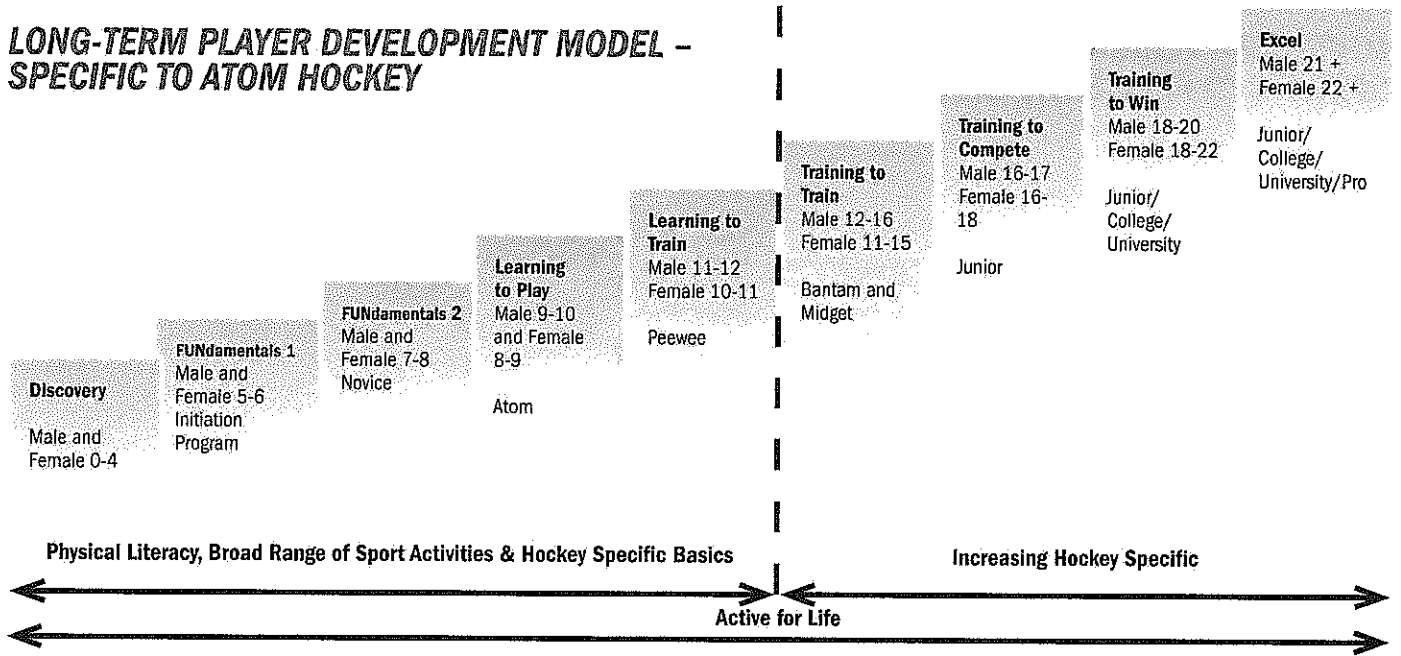 LONG-TERM PLAYER DEVELOPMENT MODEL –
SPECIFIC TO ATOM HOCKEY
Discovery
Male and
Female 0-4
FUNdamentals 1
Male and
Female 5-6
Initiation
Program
FUNdamentals 2
Male and
Female 7-8
Novice
Learning
to Play
Male 9-10
and Female
8-9
Atom
Learning to
Train
Male 11-12
Female 10-11
Peewee
Training to
Train
Male 12-16
Female 11-15
Bantam and
Midget
Training to
Compete
Male 16-17
Female 16-
18
Junior
Training
to Win
Male 18-20
Female 18-22
Junior/
College/
University
Excel
Male 21 +
Female 22 +
Junior/
College/
University/Pro
Physical Literacy, Broad Range of Sport Activities & Hockey Specific Basics
Increasing Hockey Specific
Active for Life